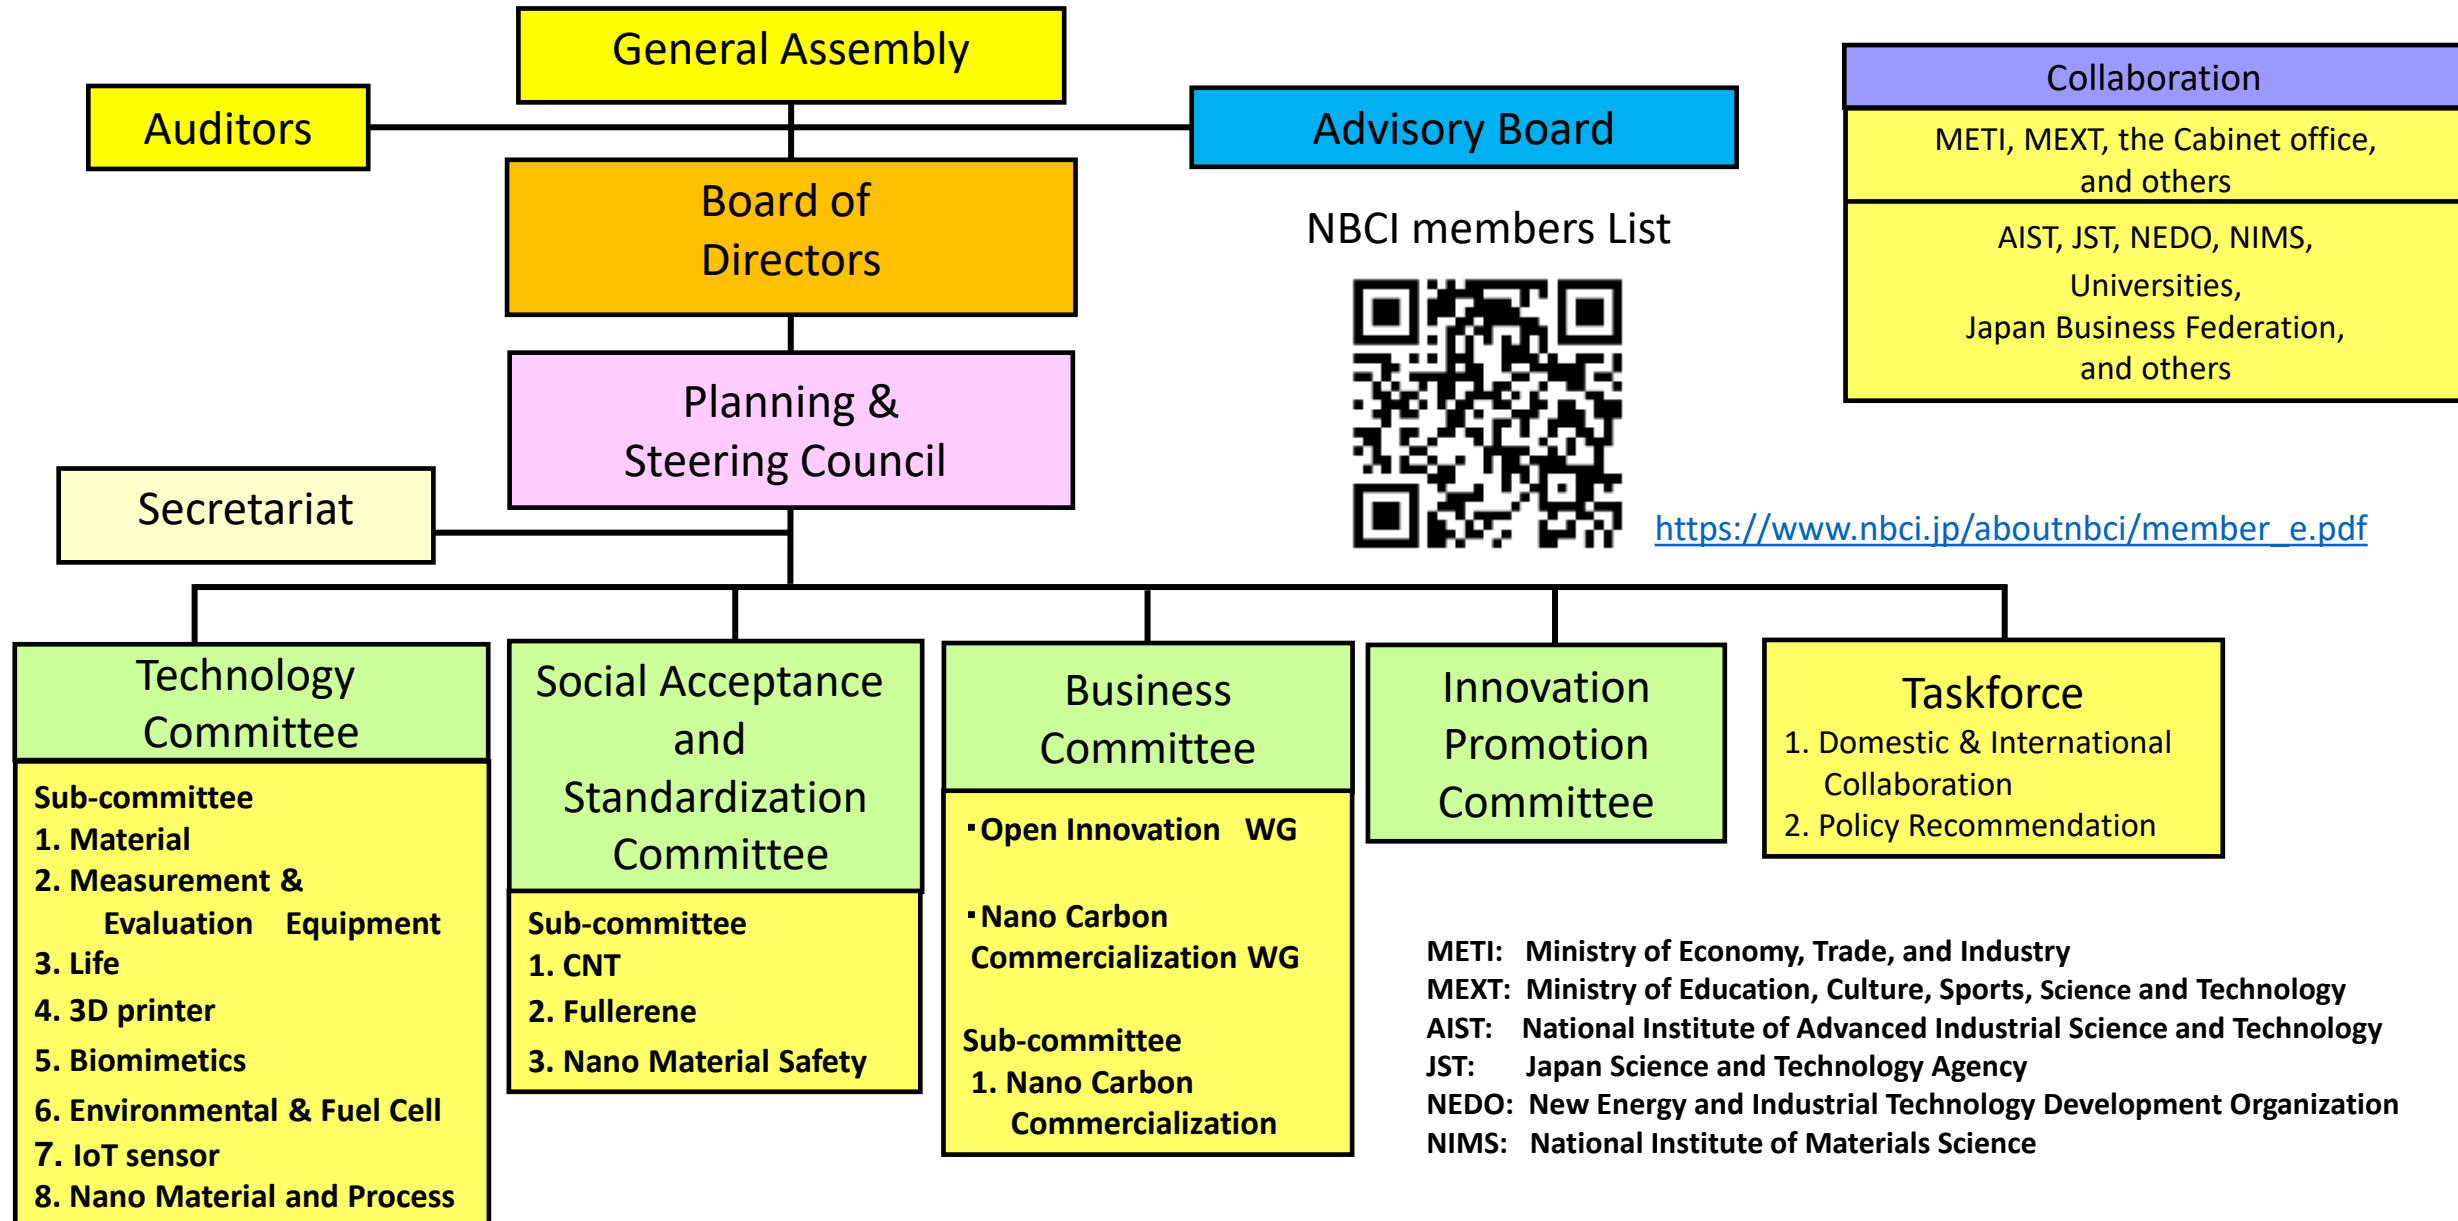 General Assembly
Auditors
Advisory Board
Board of
Directors
Planning &
Steering Council
Secretariat
NBCI members List
https://www.nbci.jp/aboutnbci/member_e.pdf
Collaboration
METI, MEXT, the Cabinet office,
and others
AIST, JST, NEDO, NIMS,
Universities,
Japan Business Federation,
and others
Technology
Committee
Sub-committee
1. Material
2. Measurement &
Evaluation Equipment
3. Life
4. 3D printer
5. Biomimetics
6. Environmental & Fuel Cell
7. IoT sensor
8. Nano Material and Process
Social Acceptance
and
Standardization
Committee
Sub-committee
1. CNT
2. Fullerene
3. Nano Material Safety
Business
Committee
・Open Innovation WG
・Nano Carbon
Commercialization WG
Sub-committee
1. Nano Carbon
Commercialization
Innovation
Promotion
Committee
Taskforce
1. Domestic & International
Collaboration
2. Policy Recommendation
METI: Ministry of Economy, Trade, and Industry
MEXT: Ministry of Education, Culture, Sports, Science and Technology
AIST: National Institute of Advanced Industrial Science and Technology
JST: Japan Science and Technology Agency
NEDO: New Energy and Industrial Technology Development Organization
NIMS: National Institute of Materials Science